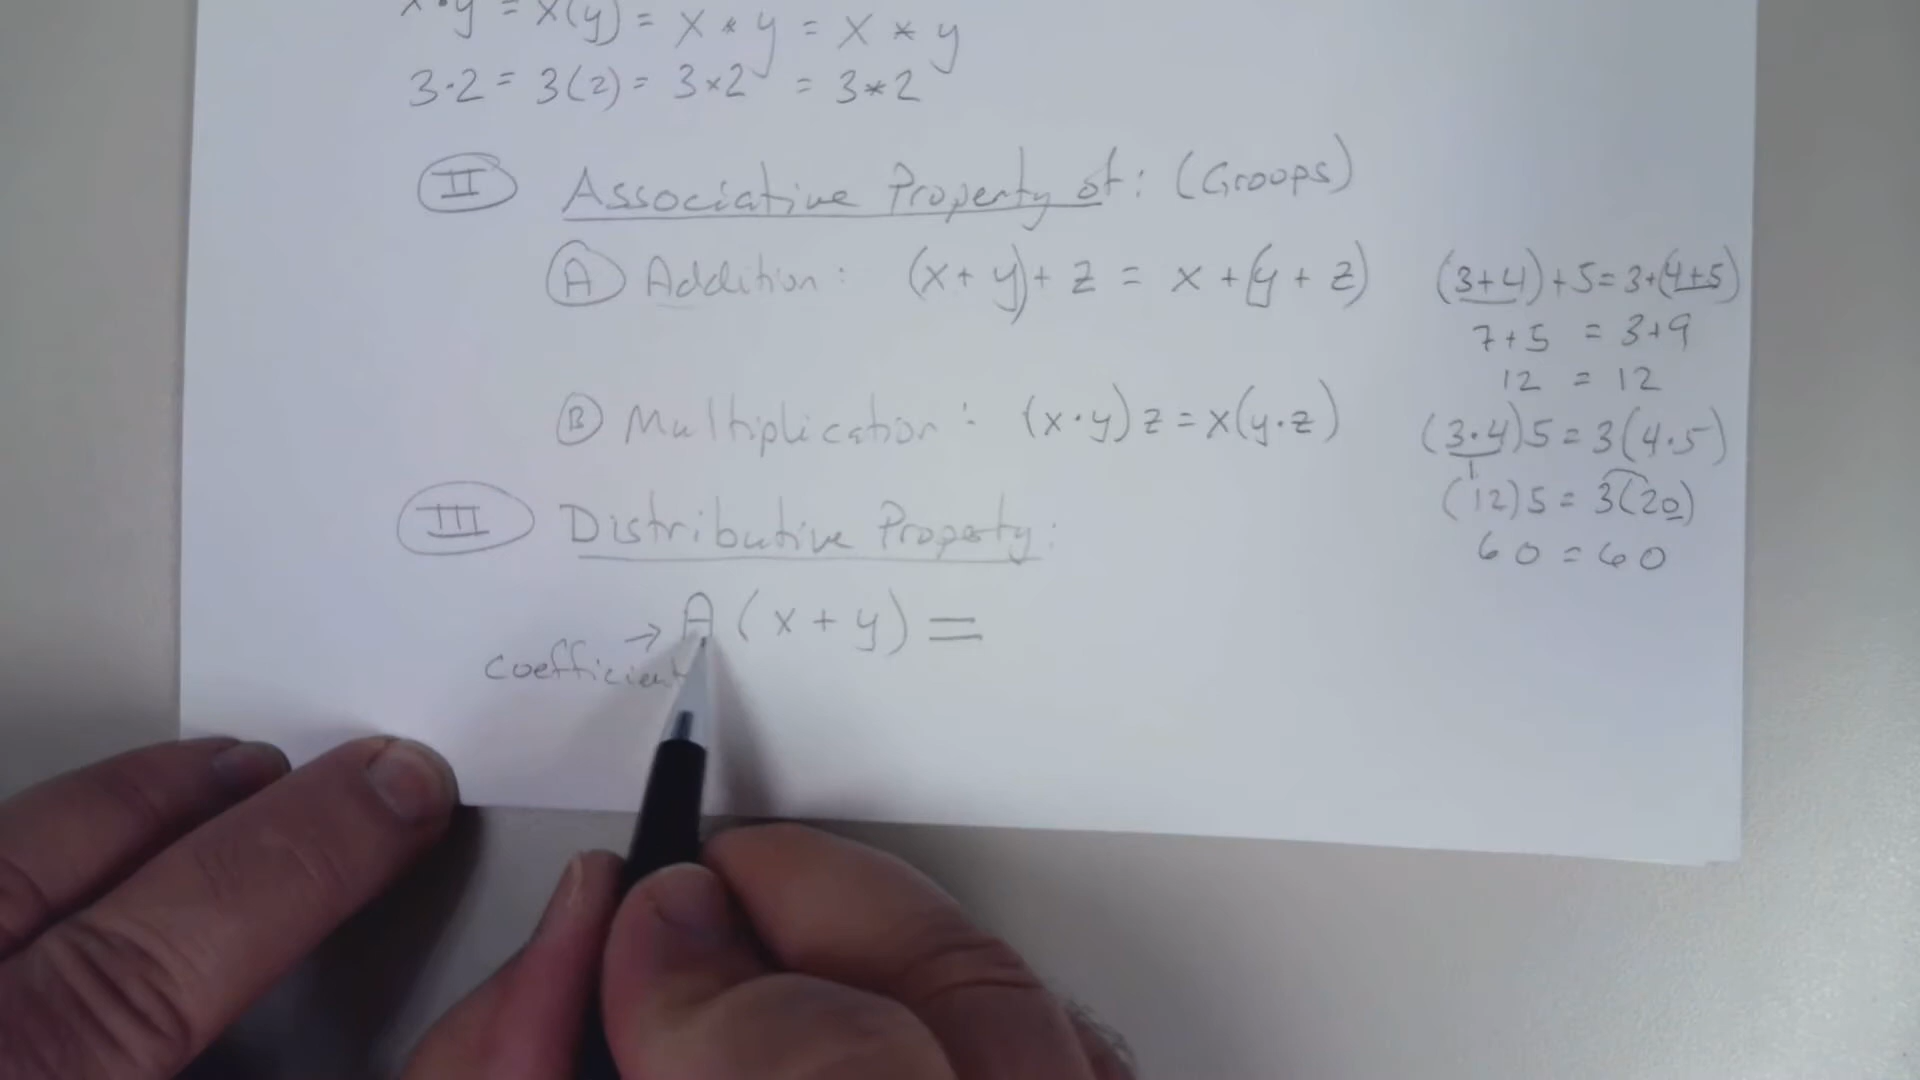 x·y = x(y) = x * y = x * y
3·2 = 3(2) = 3×2 = 3*2
II Associative Property of: (Groops)
A Addition: (x+y)+z = x+(y+z)
(3+4)+5=3+(4+5)
7+5 = 3+9
12 = 12
B Multiplication: (x·y)z=x(y·z)
(3·4)5=3(4·5)
(12)5=3(20)
60=60
III Distributive Property:
→ A(x+y)=
coefficient